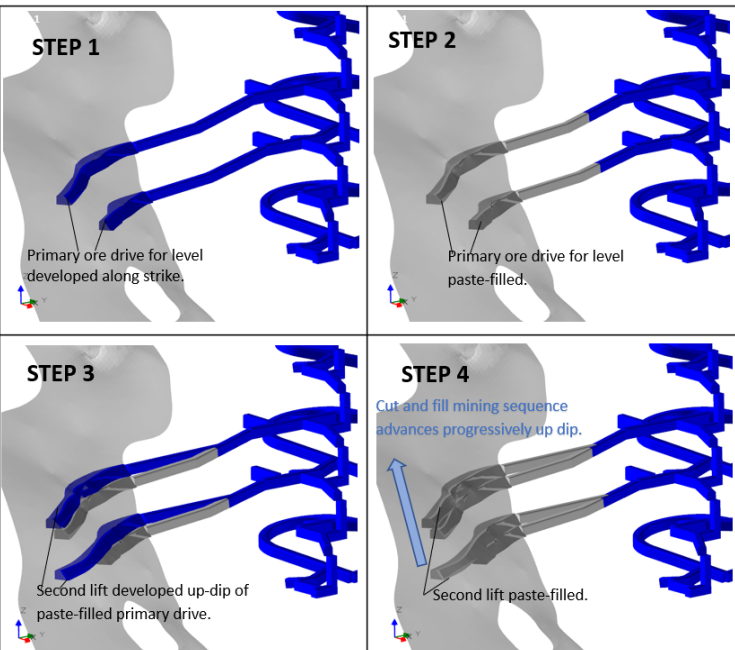 1
STEP 1
Primary ore drive for level
developed along strike.
Z
Y
1
STEP 2
Primary ore drive for level
paste-filled.
Z
Y
STEP 3
Second lift developed up-dip of
paste-filled primary drive.
Z
Y
STEP 4
Cut and fill mining sequence
advances progressively up dip.
Second lift paste-filled.
Z
Y